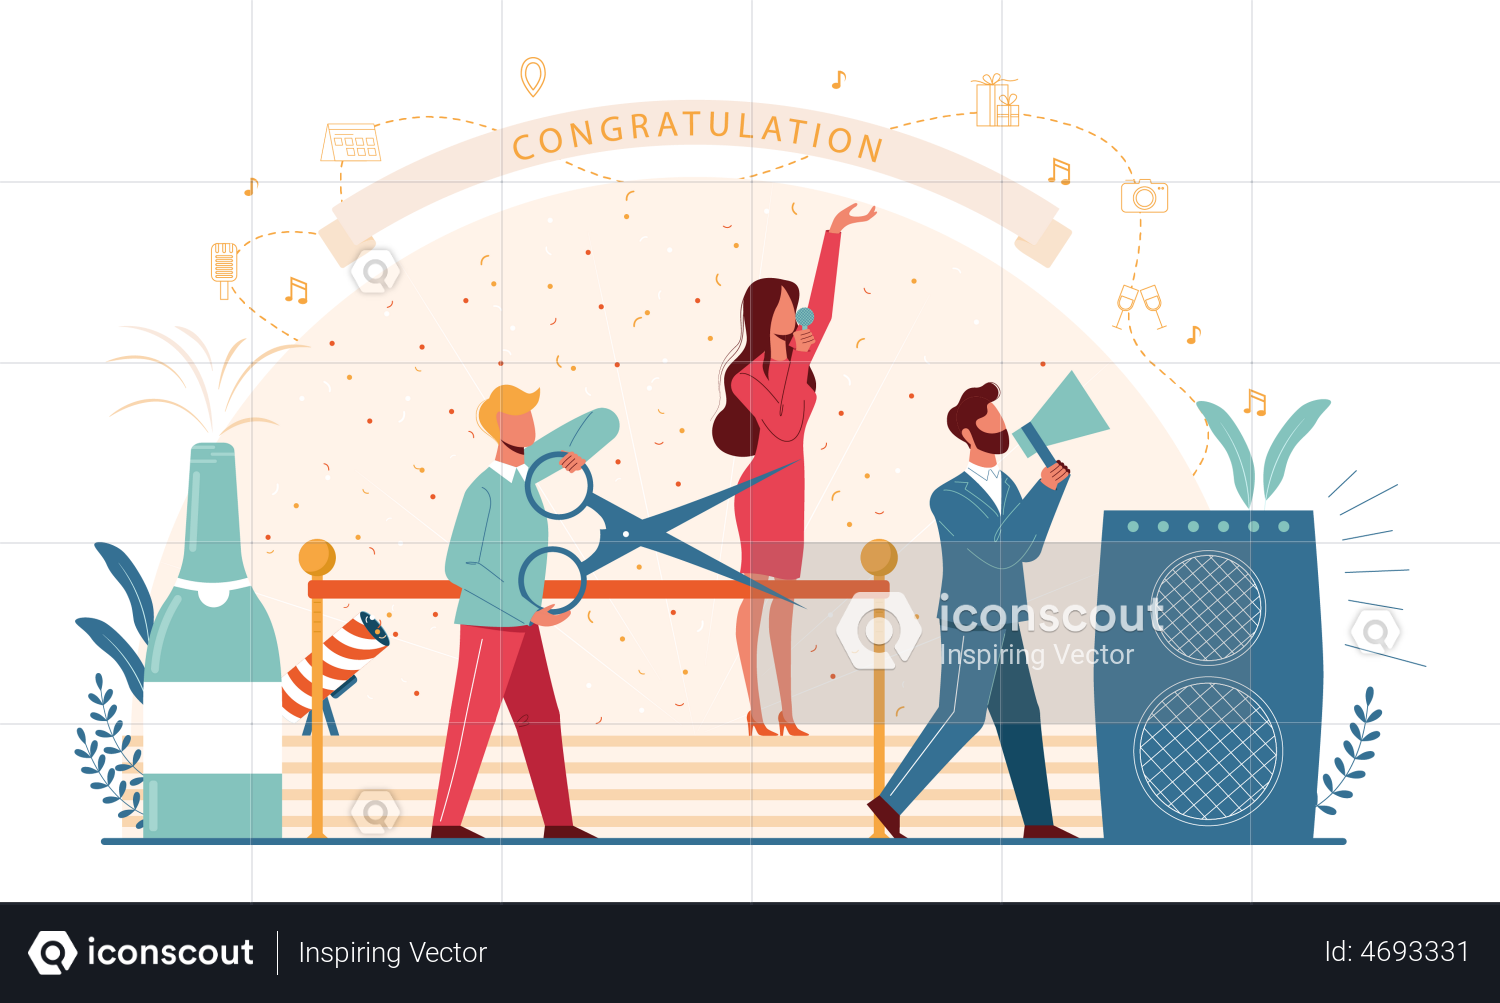 CONGRATULATION
iconscout
Inspiring Vector
iconscout
Inspiring Vector
Id: 4693331